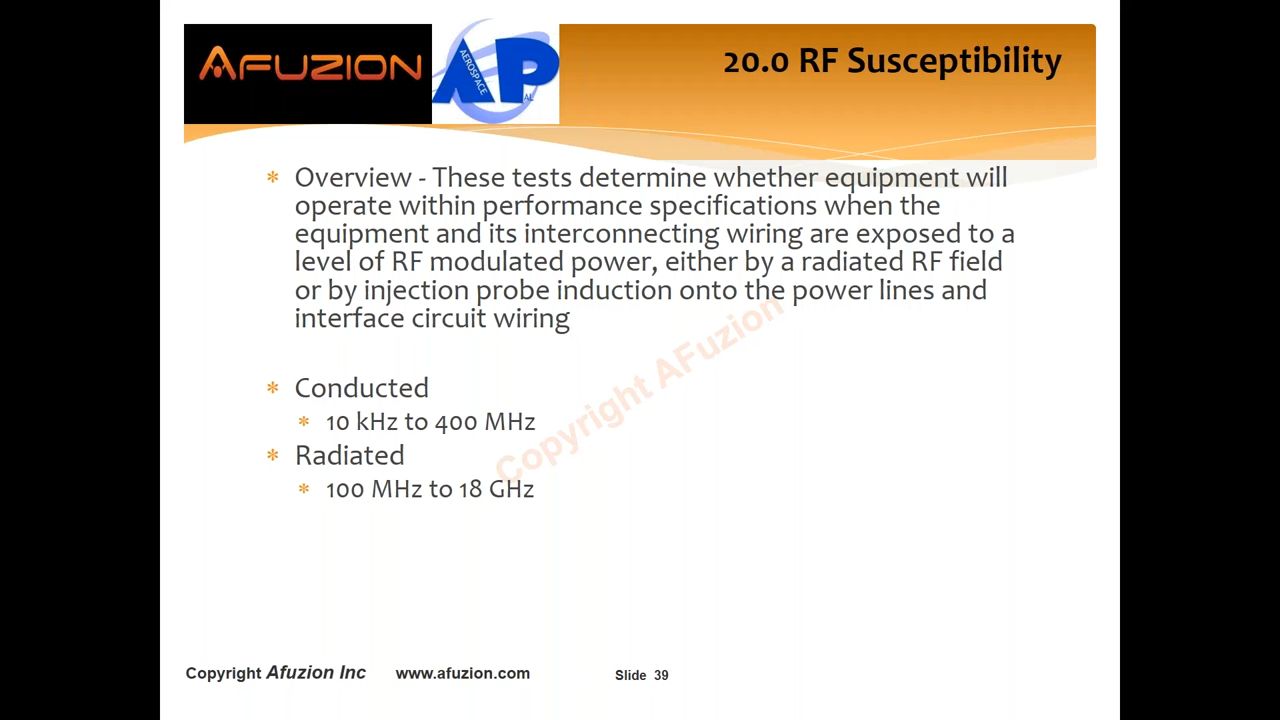 AFUZION
AEROSPACE
AP
AL
20.0 RF Susceptibility
* Overview - These tests determine whether equipment will
operate within performance specifications when the
equipment and its interconnecting wiring are exposed to a
level of RF modulated power, either by a radiated RF field
or by injection probe induction onto the power lines and
interface circuit wiring
* Conducted
* 10 kHz to 400 MHz
* Radiated
* 100 MHz to 18 GHz
Copyright AFuzion
Copyright Afuzion Inc www.afuzion.com Slide 39